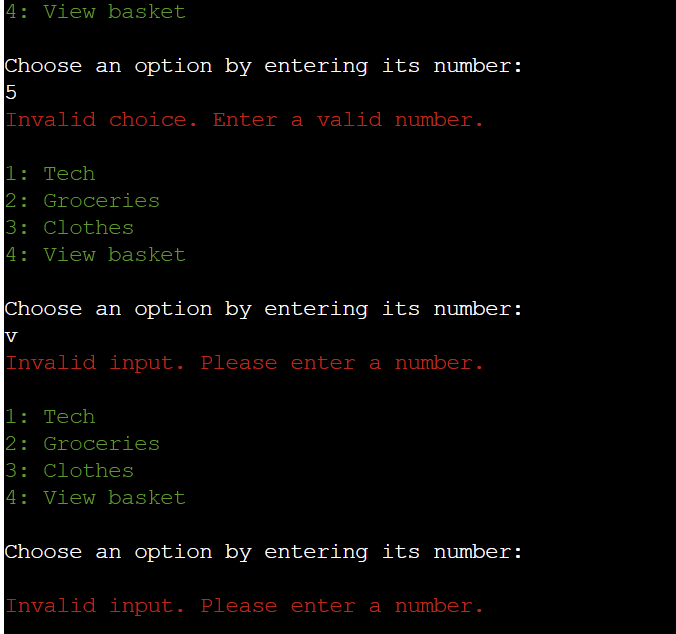 4: View basket
Choose an option by entering its number:
5
Invalid choice. Enter a valid number.
1: Tech
2: Groceries
3: Clothes
4: View basket
Choose an option by entering its number:
v
Invalid input. Please enter a number.
1: Tech
2: Groceries
3: Clothes
4: View basket
Choose an option by entering its number:
Invalid input. Please enter a number.